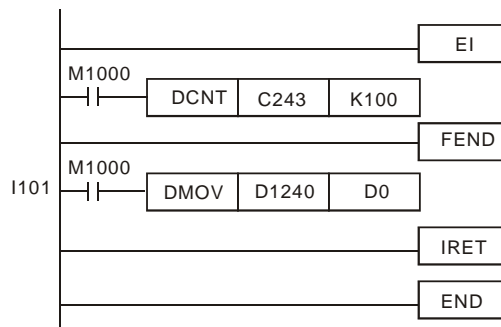 EI
M1000
DCNT C243 K100
FEND
M1000
I101 DMOV D1240 D0
IRET
END